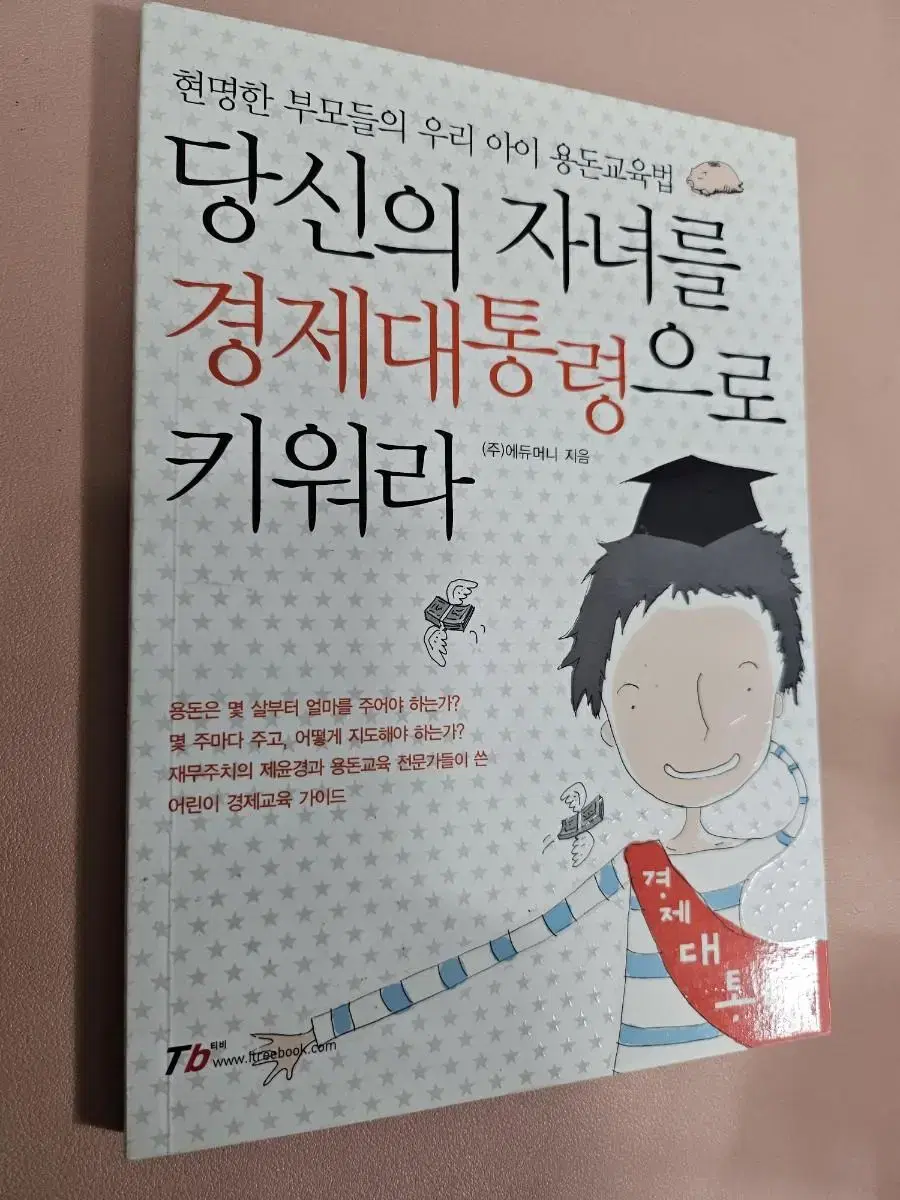 현명한 부모들의 우리 아이 용돈교육법
당신의 자녀를
경제대통령으로
키워라
(주)에듀머니 지음
용돈은 몇 살부터 얼마를 주어야 하는가?
몇 주마다 주고, 어떻게 지도해야 하는가?
재무주치의 제윤경과 용돈교육 전문가들이 쓴
어린이 경제교육 가이드
경
제
대
통
Tb 티비
www.itreebook.com